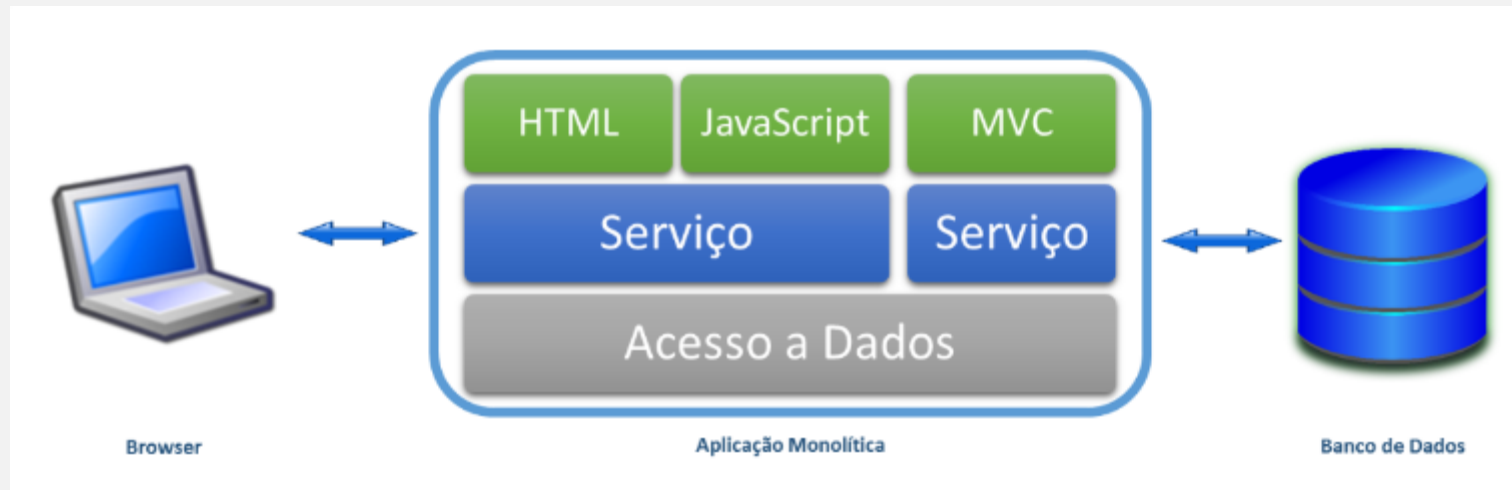 HTML
JavaScript
MVC
Serviço
Serviço
Acesso a Dados
Browser
Aplicação Monolítica
Banco de Dados